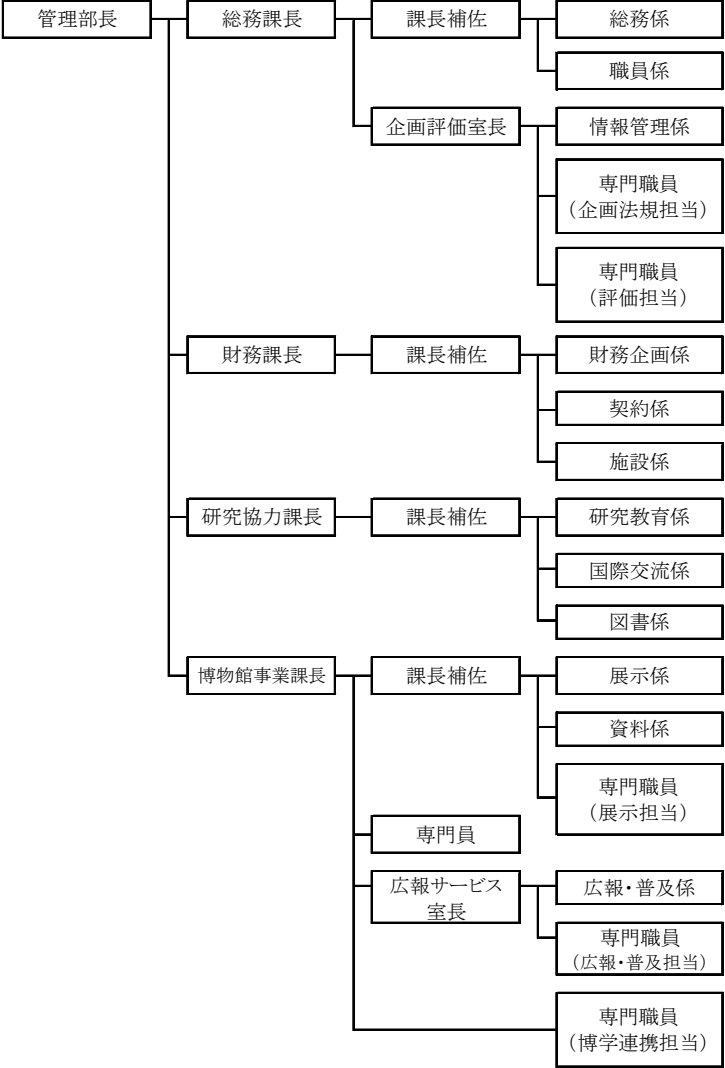 管理部長
総務課長
課長補佐
総務係
職員係
企画評価室長
情報管理係
専門職員
（企画法規担当）
専門職員
（評価担当）
財務課長
課長補佐
財務企画係
契約係
施設係
研究協力課長
課長補佐
研究教育係
国際交流係
図書係
博物館事業課長
課長補佐
展示係
資料係
専門職員
（展示担当）
専門員
広報サービス
室長
広報・普及係
専門職員
（広報・普及担当）
専門職員
（博学連携担当）